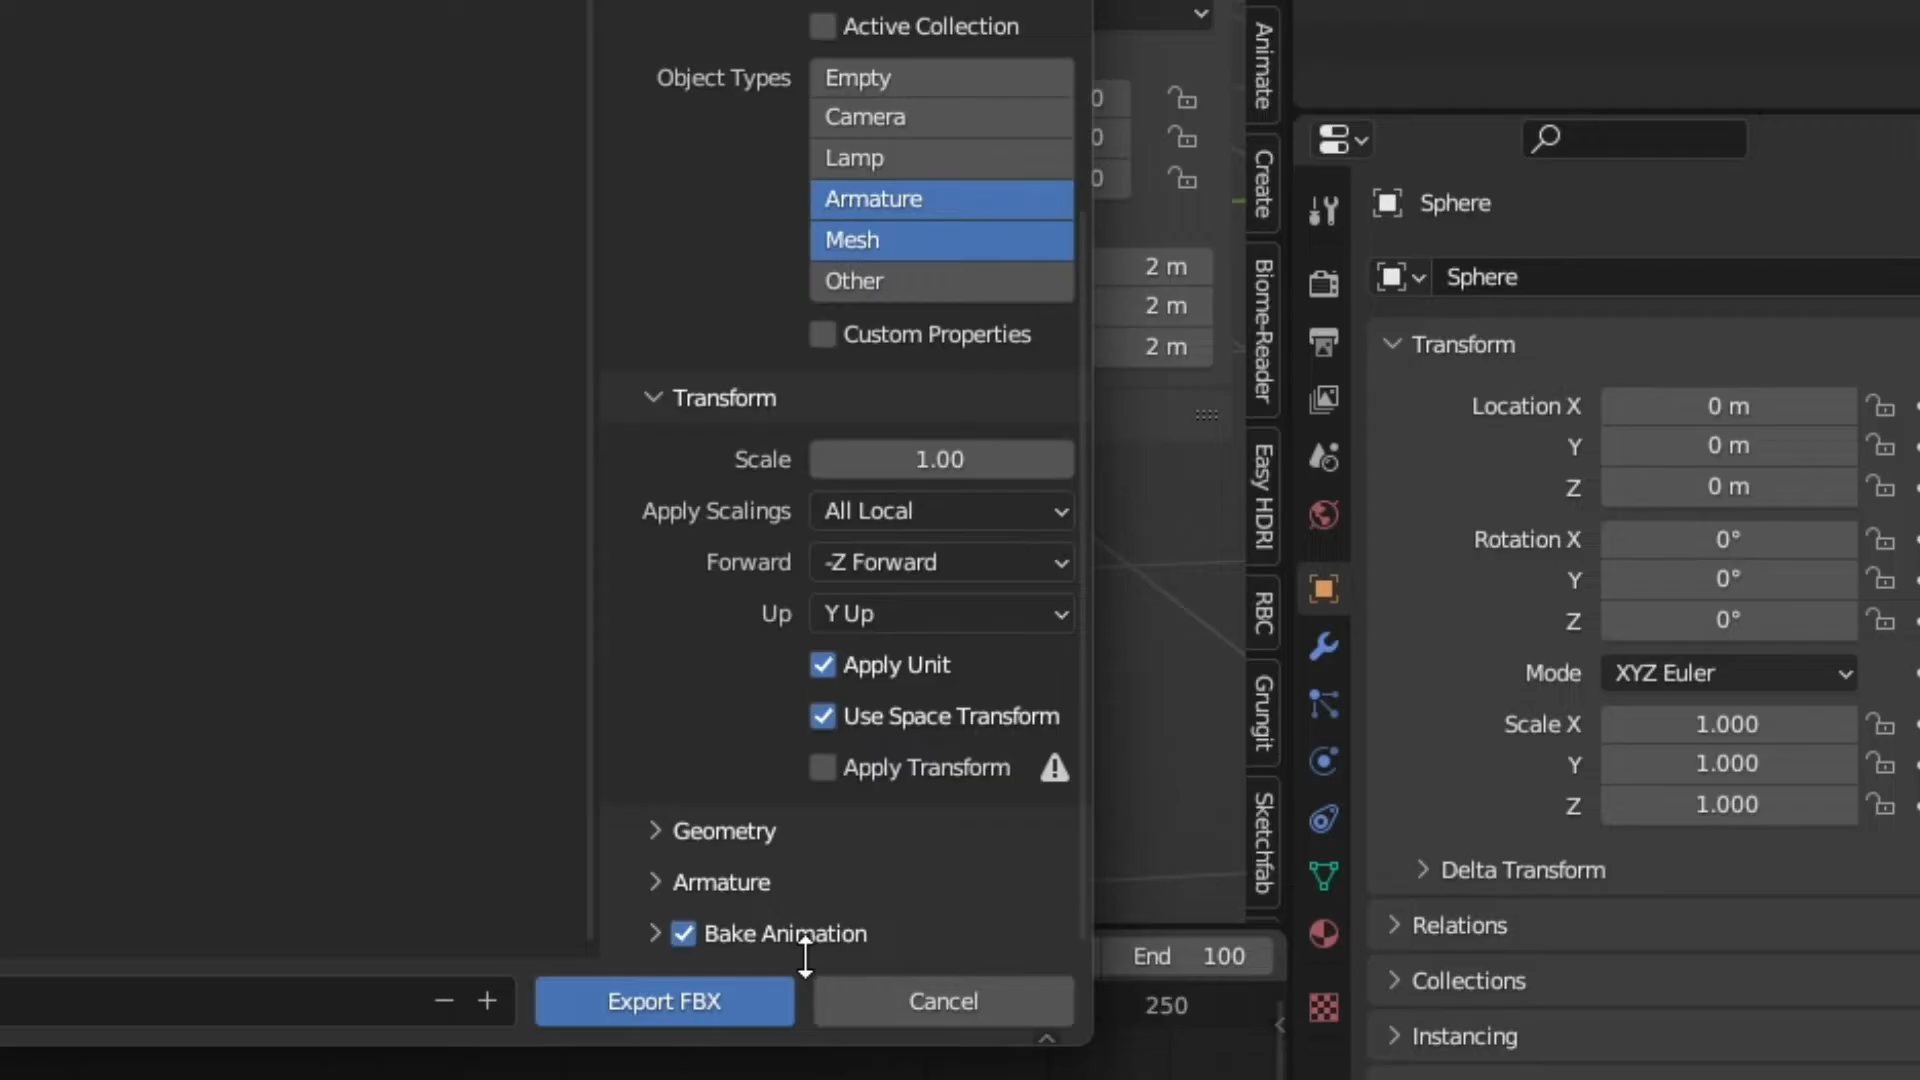 Active Collection
Object Types
Empty
Camera
Lamp
Armature
Mesh
Other
Custom Properties
Transform
Scale 1.00
Apply Scalings All Local
Forward -Z Forward
Up Y Up
Apply Unit
Use Space Transform
Apply Transform
Geometry
Armature
Bake Animation
Export FBX
Cancel
0
0
0
2 m
2 m
2 m
End 100
250
Animate
Create
Biome-Reader
Easy HDRI
RBC
Grungit
Sketchfab
Sphere
Sphere
Transform
Location X 0 m
Y 0 m
Z 0 m
Rotation X 0°
Y 0°
Z 0°
Mode XYZ Euler
Scale X 1.000
Y 1.000
Z 1.000
Delta Transform
Relations
Collections
Instancing